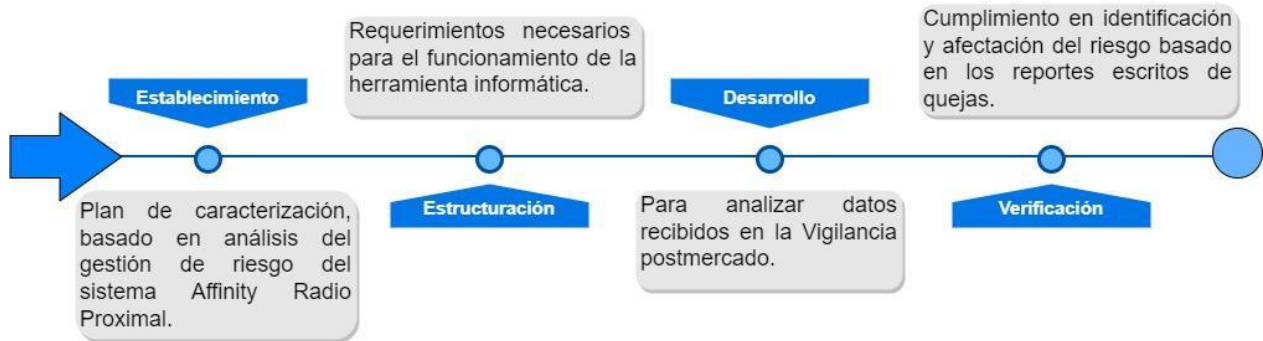 Establecimiento
Plan de caracterización,
basado en análisis del
gestión de riesgo del
sistema Affinity Radio
Proximal.
Requerimientos necesarios
para el funcionamiento de la
herramienta informática.
Estructuración
Desarrollo
Para analizar datos
recibidos en la Vigilancia
postmercado.
Cumplimiento en identificación
y afectación del riesgo basado
en los reportes escritos de
quejas.
Verificación